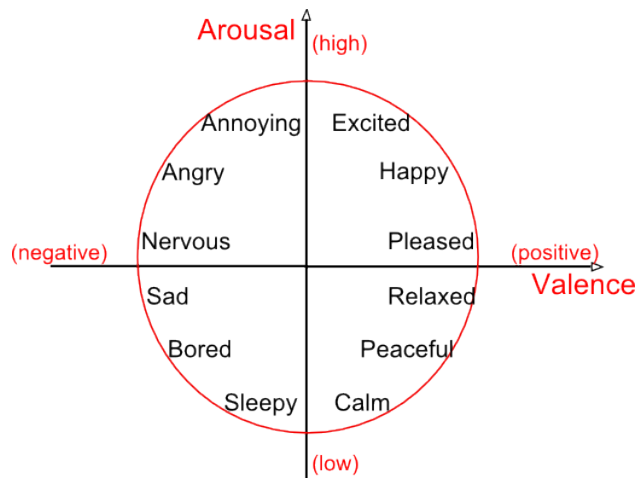 Arousal
(high)
Annoying
Excited
Angry
Happy
Nervous
Pleased
(negative)
(positive)
Valence
Sad
Relaxed
Bored
Peaceful
Sleepy
Calm
(low)